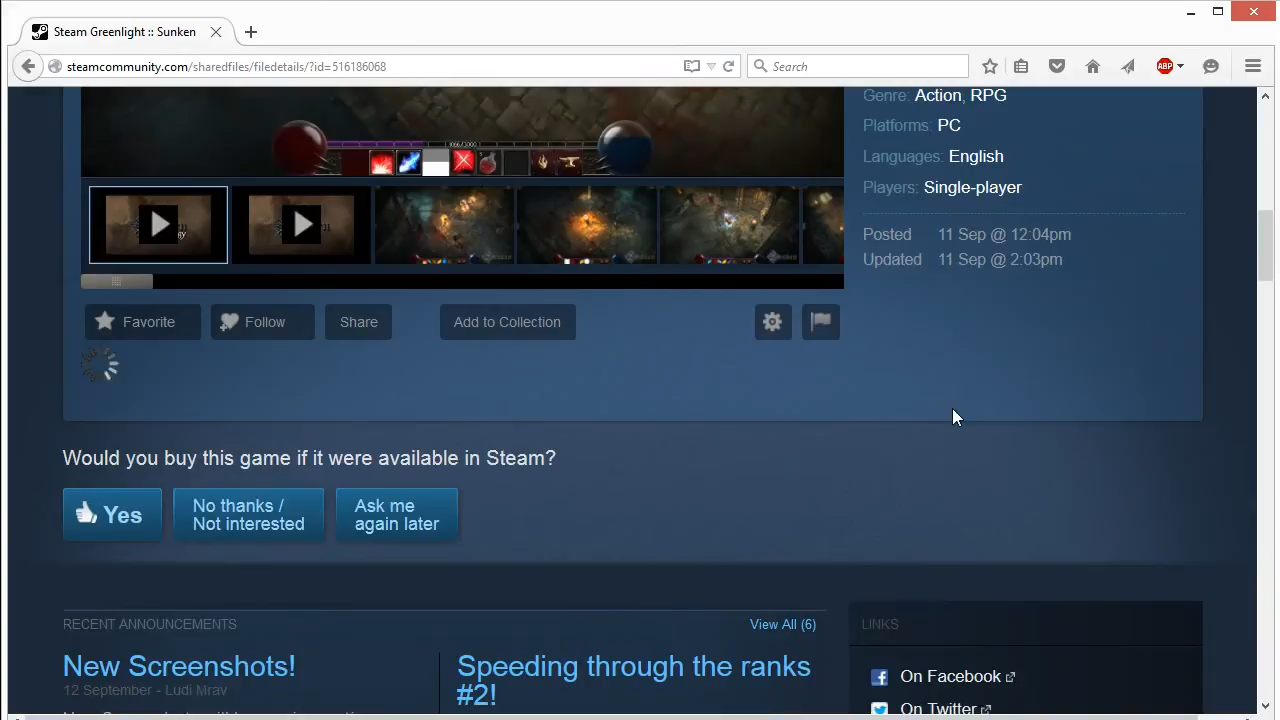 Steam Greenlight :: Sunken
steamcommunity.com/sharedfiles/filedetails/?id=516186068
Search
ABP
Genre: Action, RPG
Platforms: PC
Languages: English
Players: Single-player
Posted 11 Sep @ 12:04pm
Updated 11 Sep @ 2:03pm
Favorite
Follow
Share
Add to Collection
Would you buy this game if it were available in Steam?
Yes
No thanks /
Not interested
Ask me
again later
RECENT ANNOUNCEMENTS
View All (6)
LINKS
New Screenshots!
12 September - Ludi Mrav
Speeding through the ranks
#2!
On Facebook
On Twitter